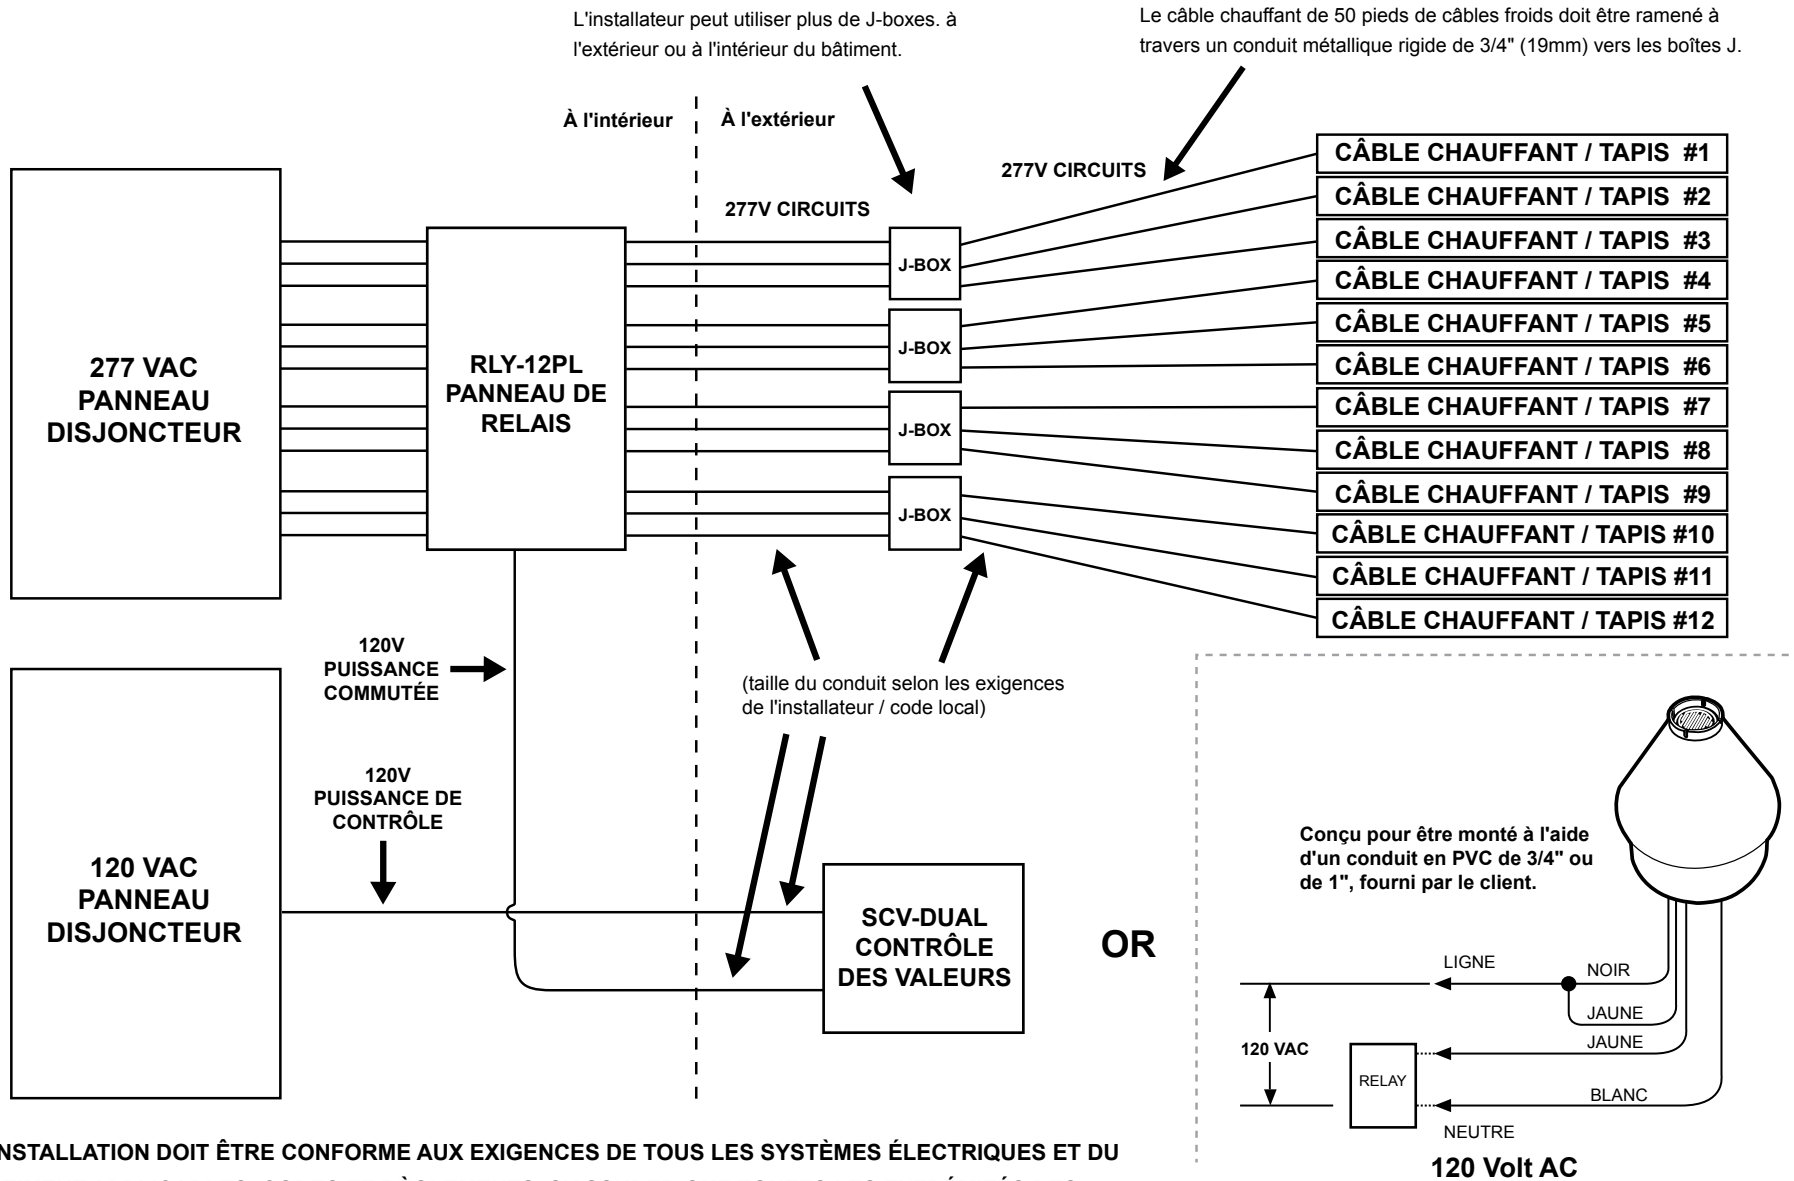 L'installateur peut utiliser plus de J-boxes. à
l'extérieur ou à l'intérieur du bâtiment.
Le câble chauffant de 50 pieds de câbles froids doit être ramené à
travers un conduit métallique rigide de 3/4" (19mm) vers les boîtes J.
À l'intérieur
À l'extérieur
277V CIRCUITS
277V CIRCUITS
277 VAC
PANNEAU
DISJONCTEUR
RLY-12PL
PANNEAU DE
RELAIS
J-BOX
J-BOX
J-BOX
J-BOX
CÂBLE CHAUFFANT / TAPIS #1
CÂBLE CHAUFFANT / TAPIS #2
CÂBLE CHAUFFANT / TAPIS #3
CÂBLE CHAUFFANT / TAPIS #4
CÂBLE CHAUFFANT / TAPIS #5
CÂBLE CHAUFFANT / TAPIS #6
CÂBLE CHAUFFANT / TAPIS #7
CÂBLE CHAUFFANT / TAPIS #8
CÂBLE CHAUFFANT / TAPIS #9
CÂBLE CHAUFFANT / TAPIS #10
CÂBLE CHAUFFANT / TAPIS #11
CÂBLE CHAUFFANT / TAPIS #12
120V
PUISSANCE
COMMUTÉE
(taille du conduit selon les exigences
de l'installateur / code local)
120V
PUISSANCE DE
CONTRÔLE
120 VAC
PANNEAU
DISJONCTEUR
SCV-DUAL
CONTRÔLE
DES VALEURS
OR
Conçu pour être monté à l'aide
d'un conduit en PVC de 3/4" ou
de 1", fourni par le client.
LIGNE
NOIR
JAUNE
JAUNE
120 VAC
RELAY
BLANC
NEUTRE
120 Volt AC
NSTALLATION DOIT ÊTRE CONFORME AUX EXIGENCES DE TOUS LES SYSTÈMES ÉLECTRIQUES ET DU